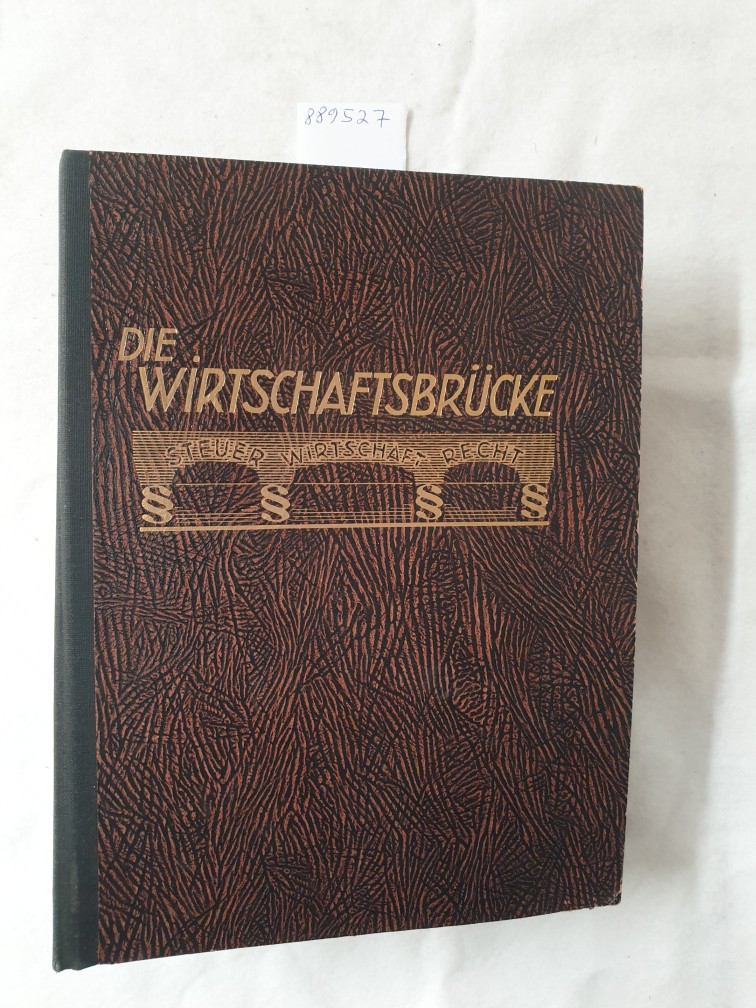 889527
DIE
WIRTSCHAFTSBRÜCKE
STEUER WIRTSCHAFT RECHT
§ § § §